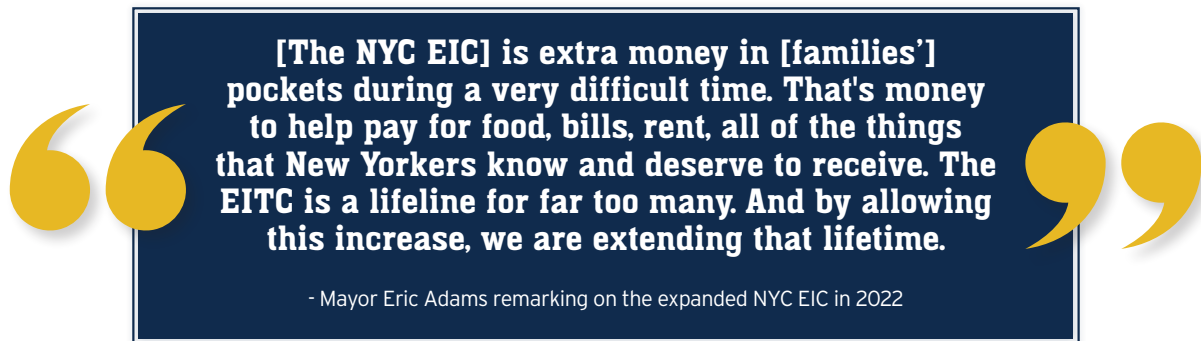 [The NYC EIC] is extra money in [families’]
pockets during a very difficult time. That's money
to help pay for food, bills, rent, all of the things
that New Yorkers know and deserve to receive. The
EITC is a lifeline for far too many. And by allowing
this increase, we are extending that lifetime.
- Mayor Eric Adams remarking on the expanded NYC EIC in 2022